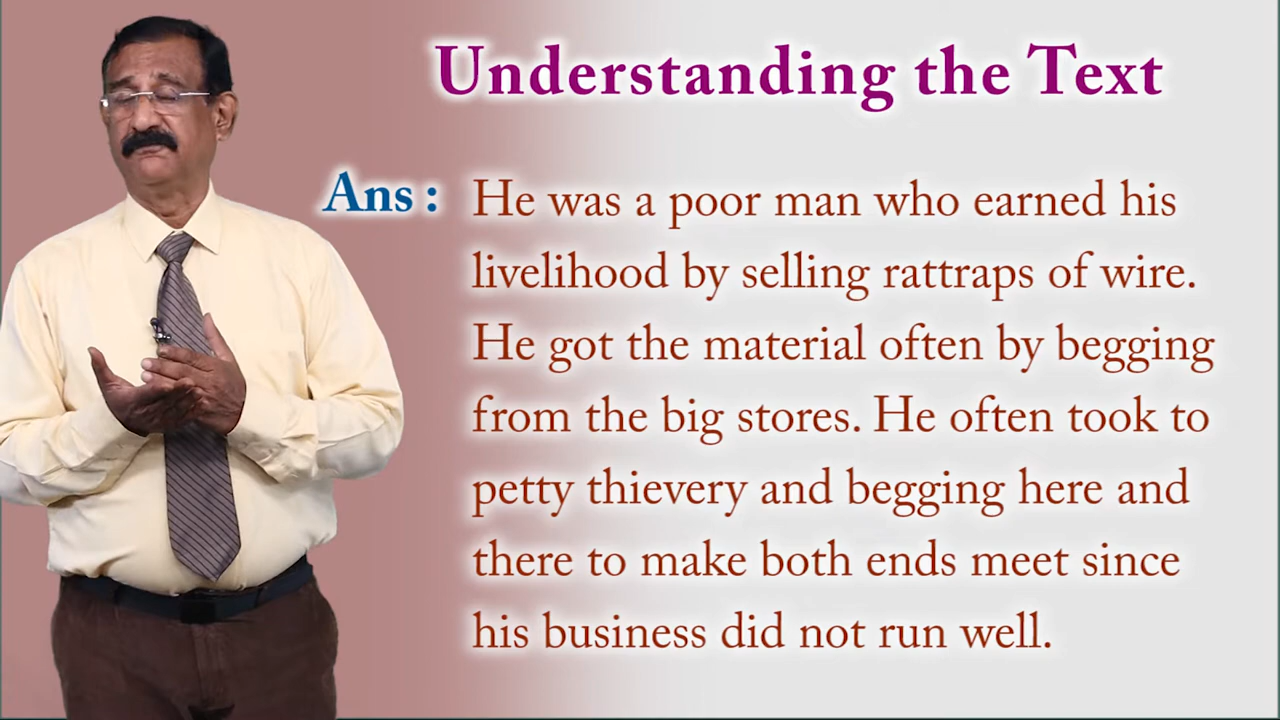 Understanding the Text
Ans : He was a poor man who earned his
livelihood by selling rattraps of wire.
He got the material often by begging
from the big stores. He often took to
petty thievery and begging here and
there to make both ends meet since
his business did not run well.